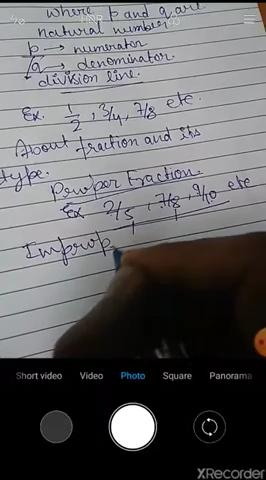 where p and q are
natural number
p → numerator
q → denominator.
division line.
Ex. 1/2, 3/4, 7/8 etc.
About fraction and its
type.
Proper Fraction.
Ex 2/5, 7/8, 9/10 etc
Improp
Short video Video Photo Square Panorama
XRecorder